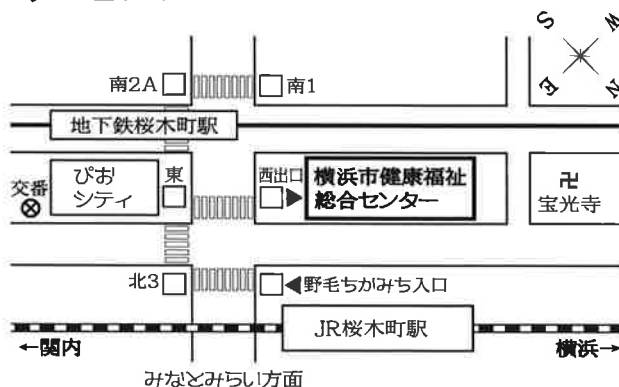 S
W
E
N
南2A
南1
地下鉄桜木町駅
交番
ぴお
シティ
東
西出口
横浜市健康福祉
総合センター
卍
宝光寺
北3
野毛ちかみち入口
JR桜木町駅
←関内
横浜→
みなとみらい方面